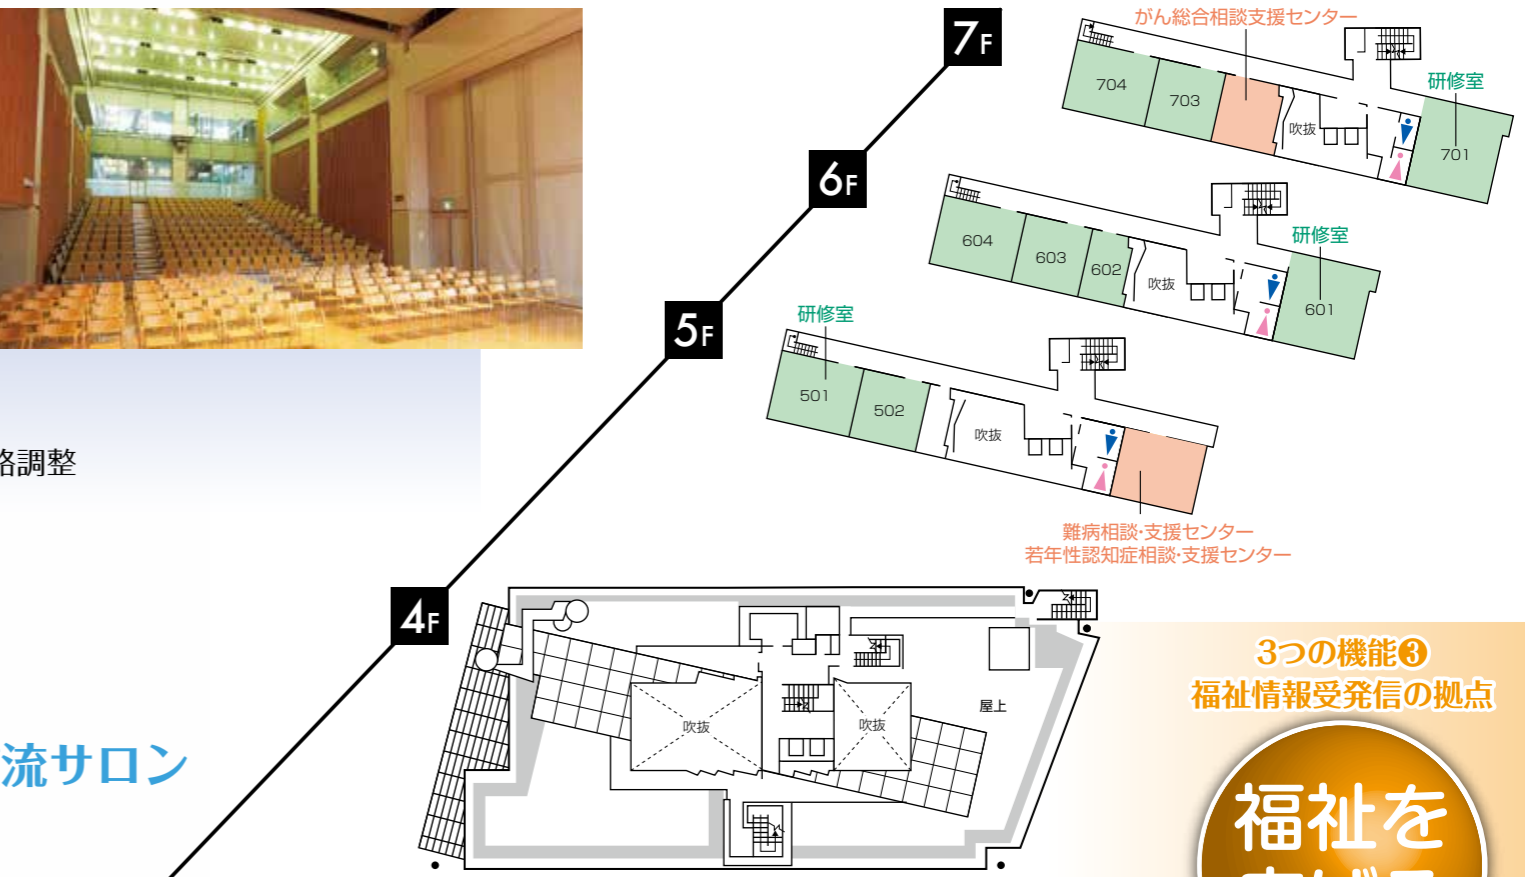 7F
がん総合相談支援センター
704
703
吹抜
研修室
701
6F
604
603
602
吹抜
研修室
601
5F
研修室
501
502
吹抜
難病相談・支援センター
若年性認知症相談・支援センター
4F
吹抜
吹抜
屋上
格調整
流サロン
3つの機能❸
福祉情報受発信の拠点
福祉を